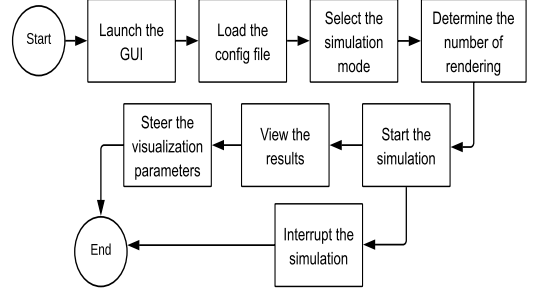 Start
Launch the
GUI
Load the
config file
Select the
simulation
mode
Determine the
number of
rendering
Start the
simulation
View the
results
Steer the
visualization
parameters
Interrupt the
simulation
End